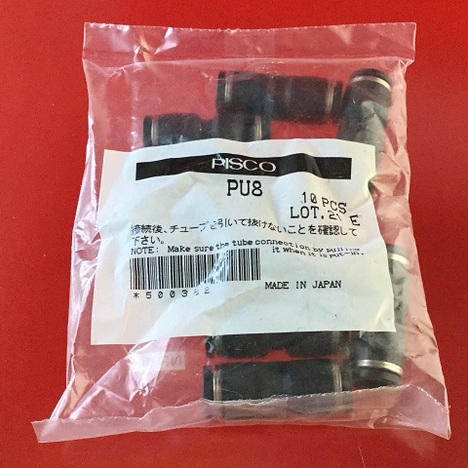 PISCO
PU8
10 PCS
LOT. 2 E
接続後、チューブを引いて抜けないことを確認して
下さい。
NOTE: Make sure the tube connection by pulling
it when it is put-in.
MADE IN JAPAN